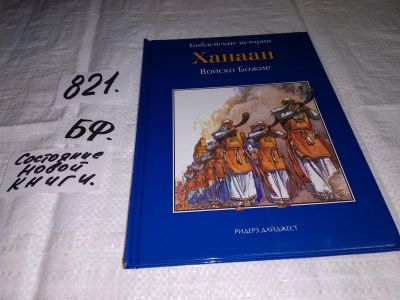 821.
БФ.
Состояние
новой
книги.
Библейские истории
Ханаан
Войско Божие
РИДЕРЗ ДАЙДЖЕСТ